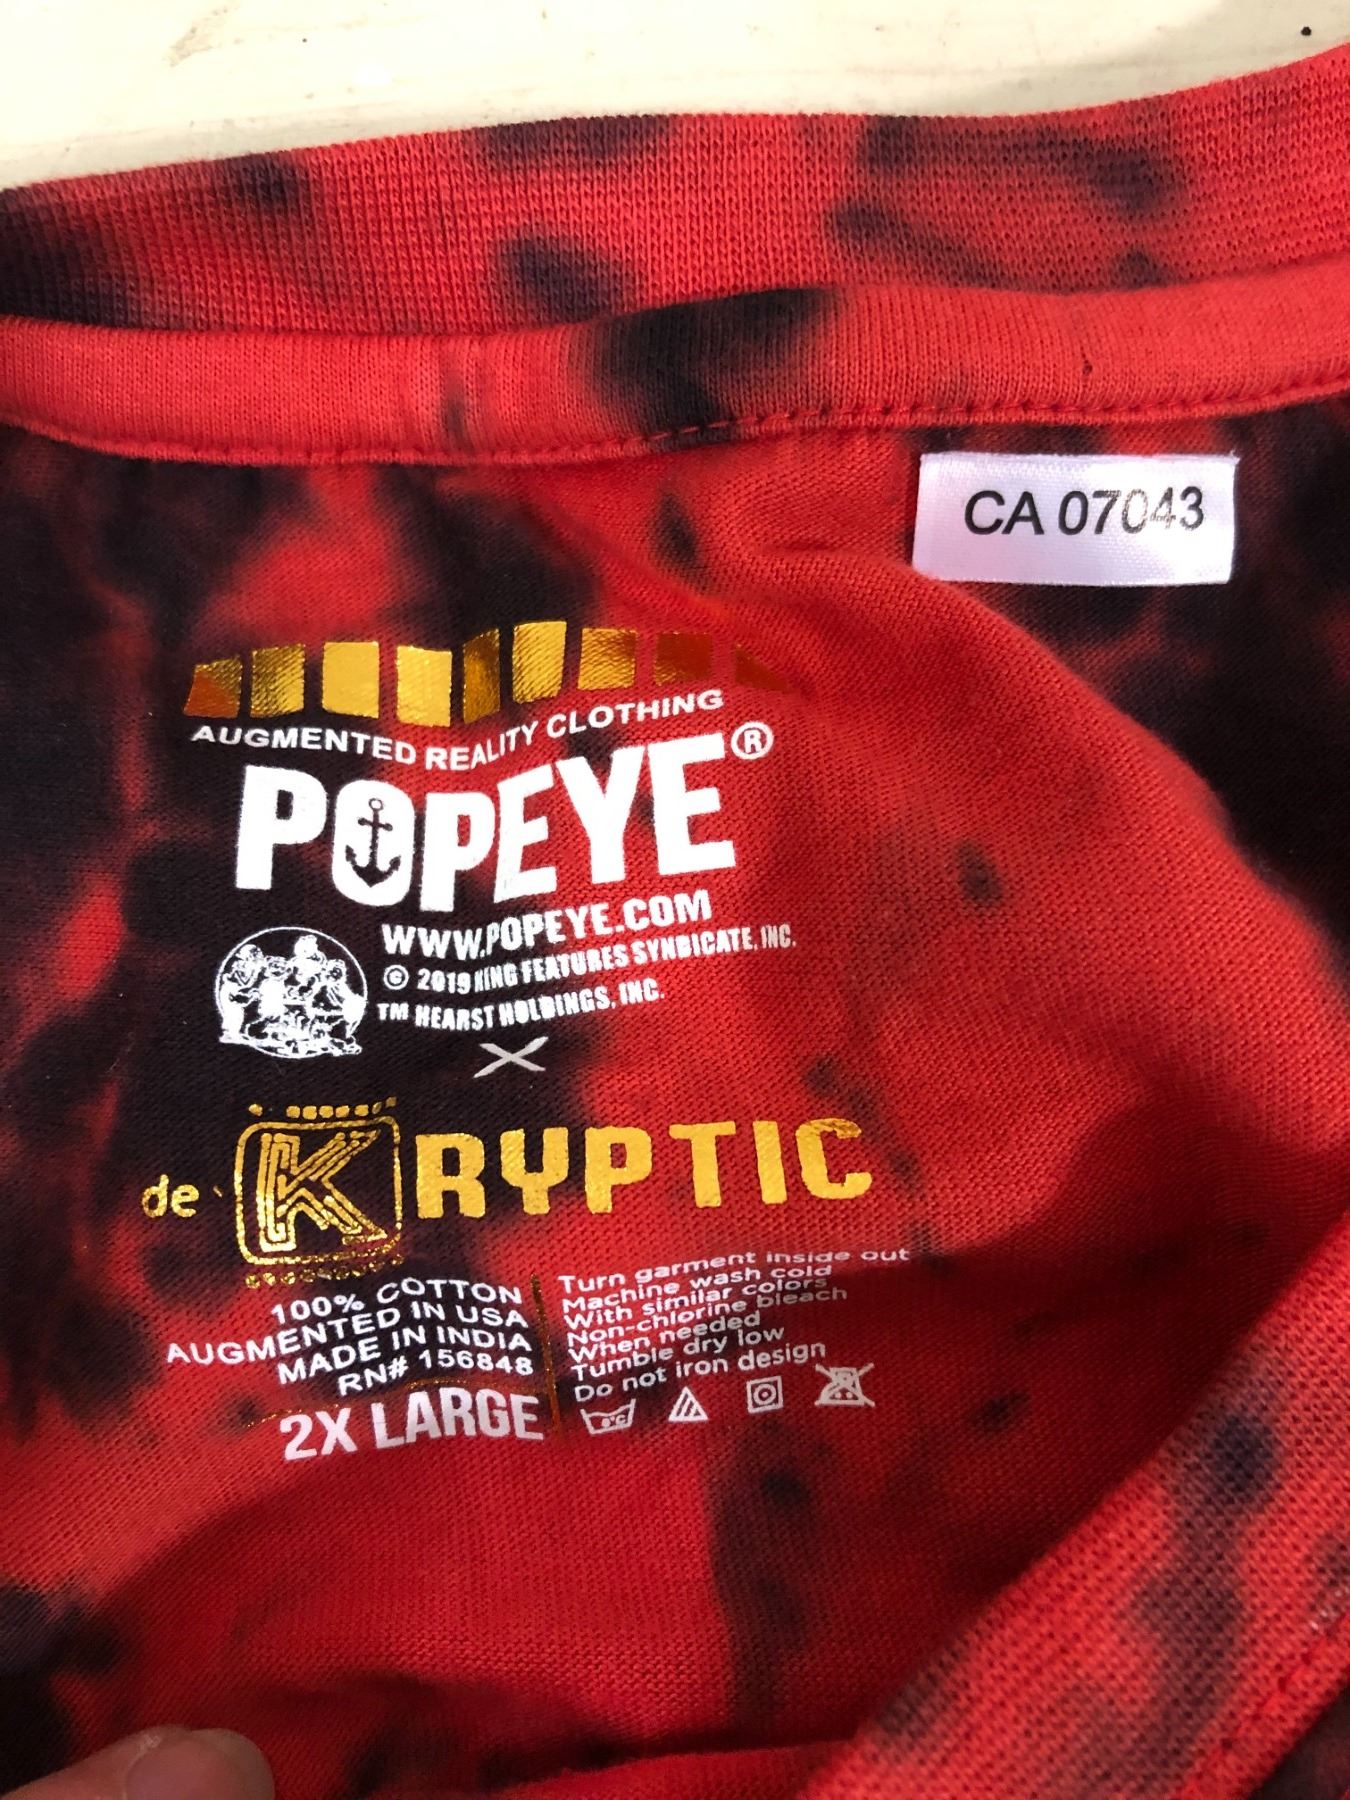 CA 07043
AUGMENTED REALITY CLOTHING
POPEYE®
WWW.POPEYE.COM
© 2019 KING FEATURES SYNDICATE, INC.
TM HEARST HOLDINGS, INC.
X
de KRYPTIC
100% COTTON
AUGMENTED IN USA
MADE IN INDIA
RN# 156848
2X LARGE
Turn garment inside out
Machine wash cold
With similar colors
Non-chlorine bleach
When needed
Tumble dry low
Do not iron design